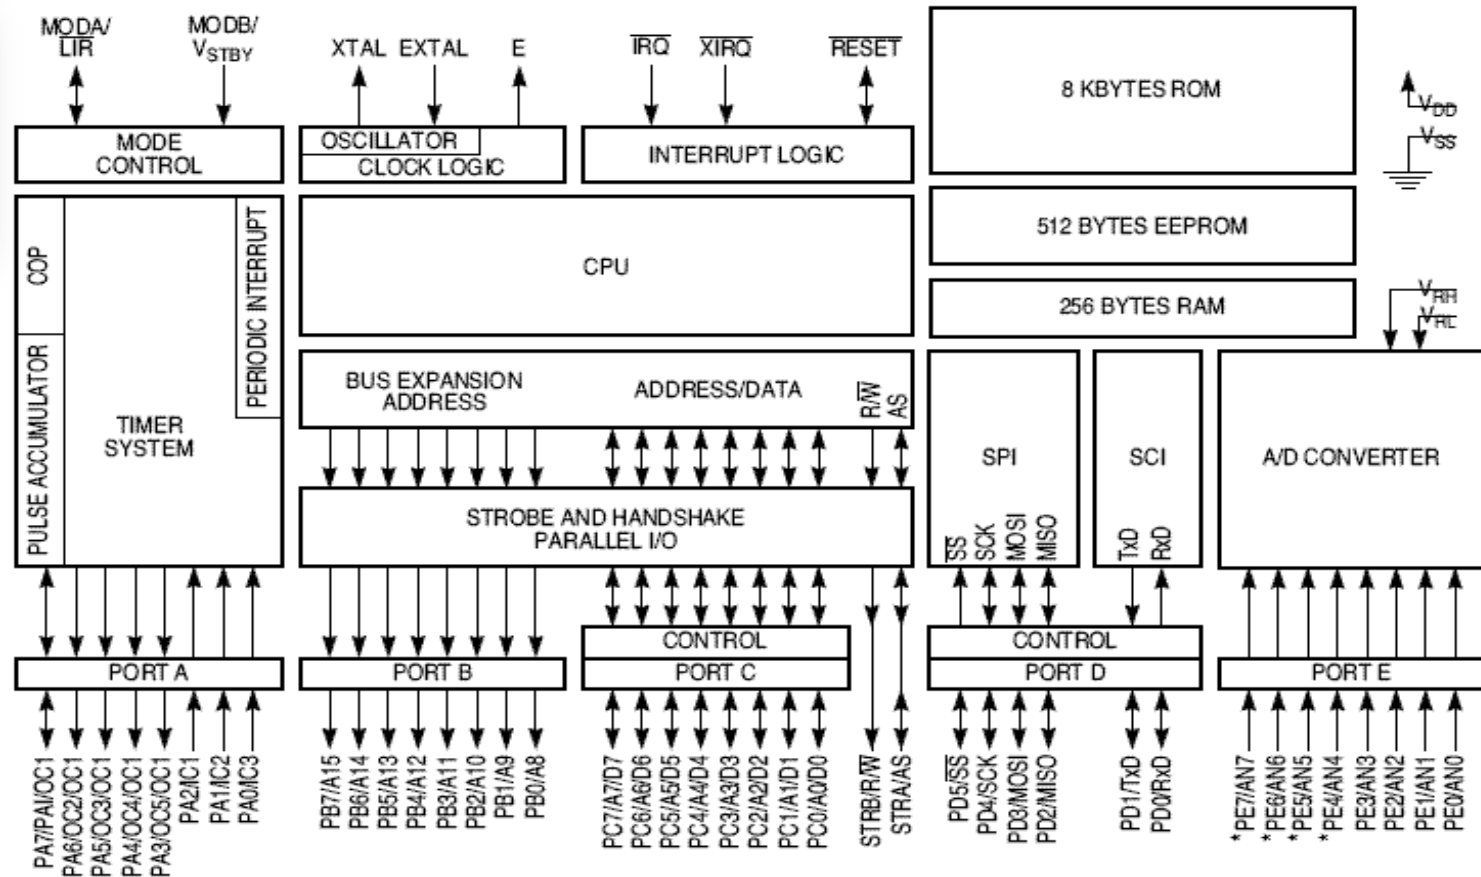 MODA/
LIR
MODB/
VSTBY
XTAL
EXTAL
E
IRQ
XIRQ
RESET
MODE
CONTROL
OSCILLATOR
CLOCK LOGIC
INTERRUPT LOGIC
8 KBYTES ROM
VDD
VSS
COP
PULSE ACCUMULATOR
TIMER
SYSTEM
PERIODIC INTERRUPT
CPU
512 BYTES EEPROM
256 BYTES RAM
VRH
VRL
BUS EXPANSION
ADDRESS
ADDRESS/DATA
R/W
AS
STROBE AND HANDSHAKE
PARALLEL I/O
SPI
SS
SCK
MOSI
MISO
SCI
TxD
RxD
A/D CONVERTER
CONTROL
CONTROL
PORT A
PORT B
PORT C
PORT D
PORT E
PA7/PAI/OC1
PA6/OC2/OC1
PA5/OC3/OC1
PA4/OC4/OC1
PA3/OC5/OC1
PA2/IC1
PA1/IC2
PA0/IC3
PB7/A15
PB6/A14
PB5/A13
PB4/A12
PB3/A11
PB2/A10
PB1/A9
PB0/A8
PC7/A7/D7
PC6/A6/D6
PC5/A5/D5
PC4/A4/D4
PC3/A3/D3
PC2/A2/D2
PC1/A1/D1
PC0/A0/D0
STRB/R/W
STRA/AS
PD5/SS
PD4/SCK
PD3/MOSI
PD2/MISO
PD1/TxD
PD0/RxD
*PE7/AN7
*PE6/AN6
*PE5/AN5
*PE4/AN4
PE3/AN3
PE2/AN2
PE1/AN1
PE0/AN0